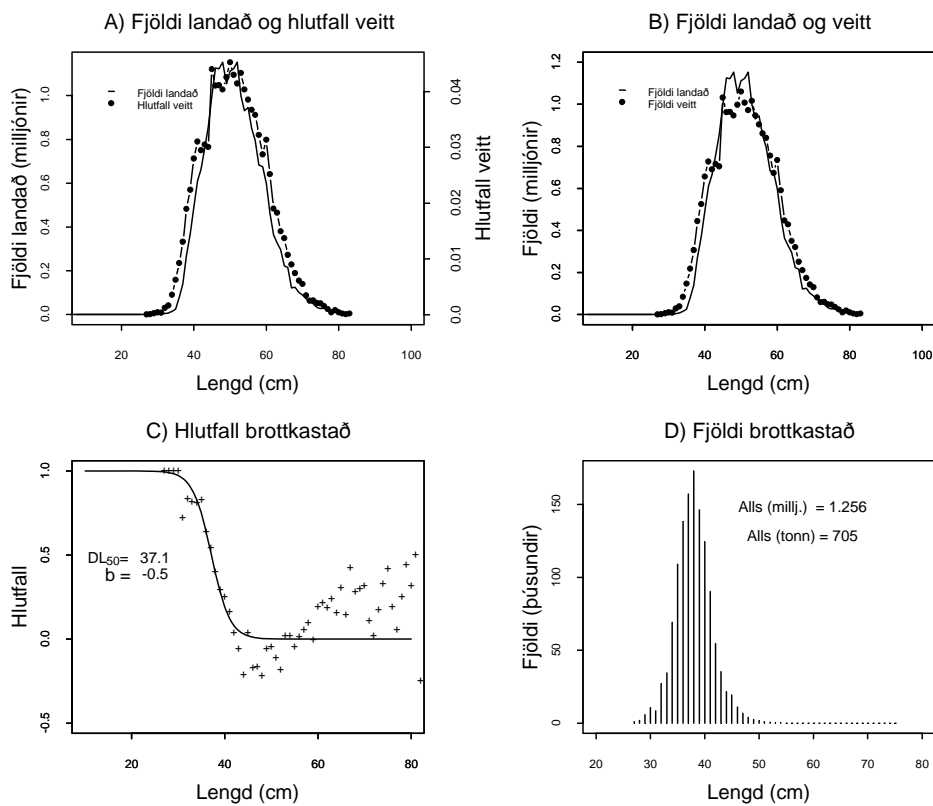 A) Fjöldi landað og hlutfall veitt
Fjöldi landað
Hlutfall veitt
Fjöldi landað (milljónir)
0.0 0.2 0.4 0.6 0.8 1.0
Hlutfall veitt
0.00 0.01 0.02 0.03 0.04
20 40 60 80 100
Lengd (cm)
B) Fjöldi landað og veitt
Fjöldi landað
Fjöldi veitt
Fjöldi (milljónir)
0.0 0.2 0.4 0.6 0.8 1.0 1.2
20 40 60 80 100
Lengd (cm)
C) Hlutfall brottkastað
DL50= 37.1
b = -0.5
Hlutfall
-0.5 0.0 0.5 1.0
20 40 60 80
Lengd (cm)
D) Fjöldi brottkastað
Alls (millj.) = 1.256
Alls (tonn) = 705
Fjöldi (þúsundir)
0 50 100 150
20 30 40 50 60 70 80
Lengd (cm)